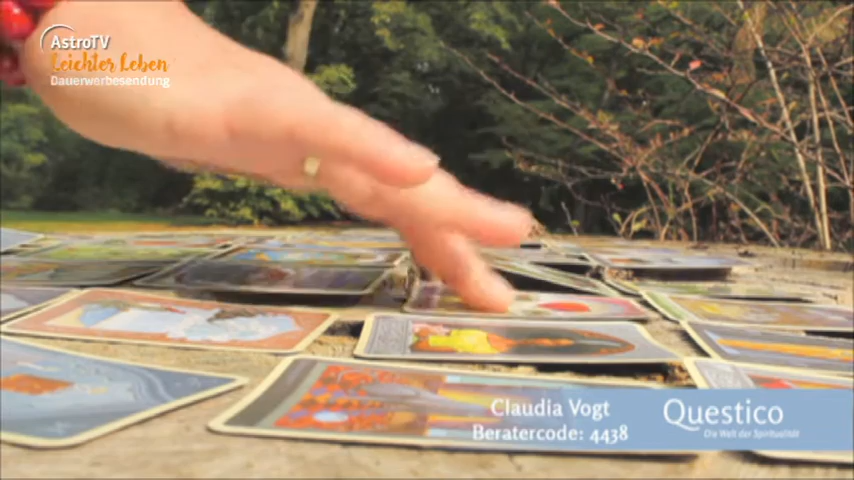 AstroTV
Leichter Leben
Dauerwerbesendung
Claudia Vogt
Beratercode: 4438
Questico
Die Welt der Spiritualität